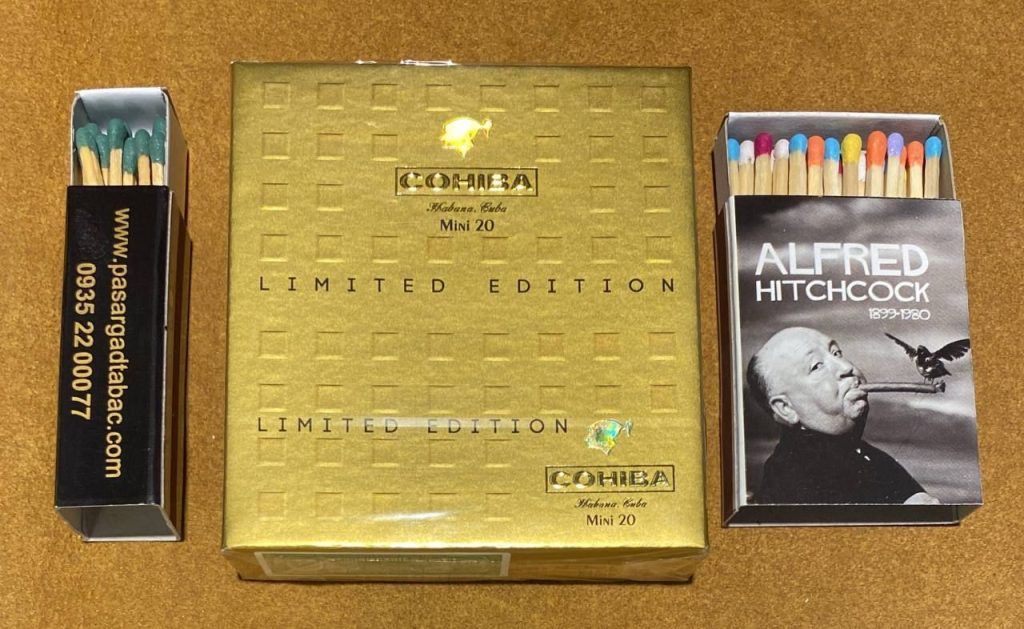 www.pasargadtabac.com
0935 22 000077
COHIBA
Habana, Cuba
MINI 20
LIMITED EDITION
LIMITED EDITION
COHIBA
Habana, Cuba
MINI 20
ALFRED
HITCHCOCK
1899-1980